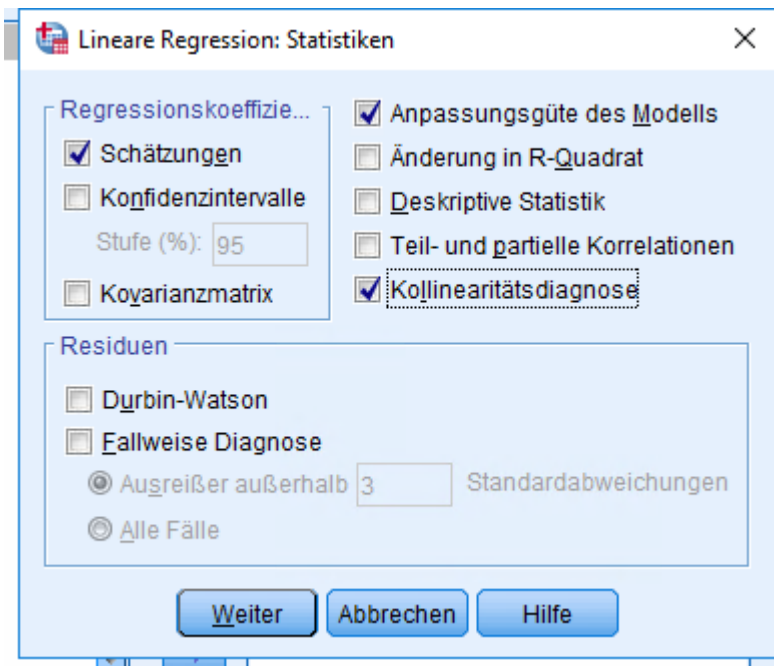 Lineare Regression: Statistiken
Regressionskoeffizie...
Schätzungen
Konfidenzintervalle
Stufe (%): 95
Kovarianzmatrix
Anpassungsgüte des Modells
Änderung in R-Quadrat
Deskriptive Statistik
Teil- und partielle Korrelationen
Kollinearitätsdiagnose
Residuen
Durbin-Watson
Fallweise Diagnose
Ausreißer außerhalb 3 Standardabweichungen
Alle Fälle
Weiter Abbrechen Hilfe